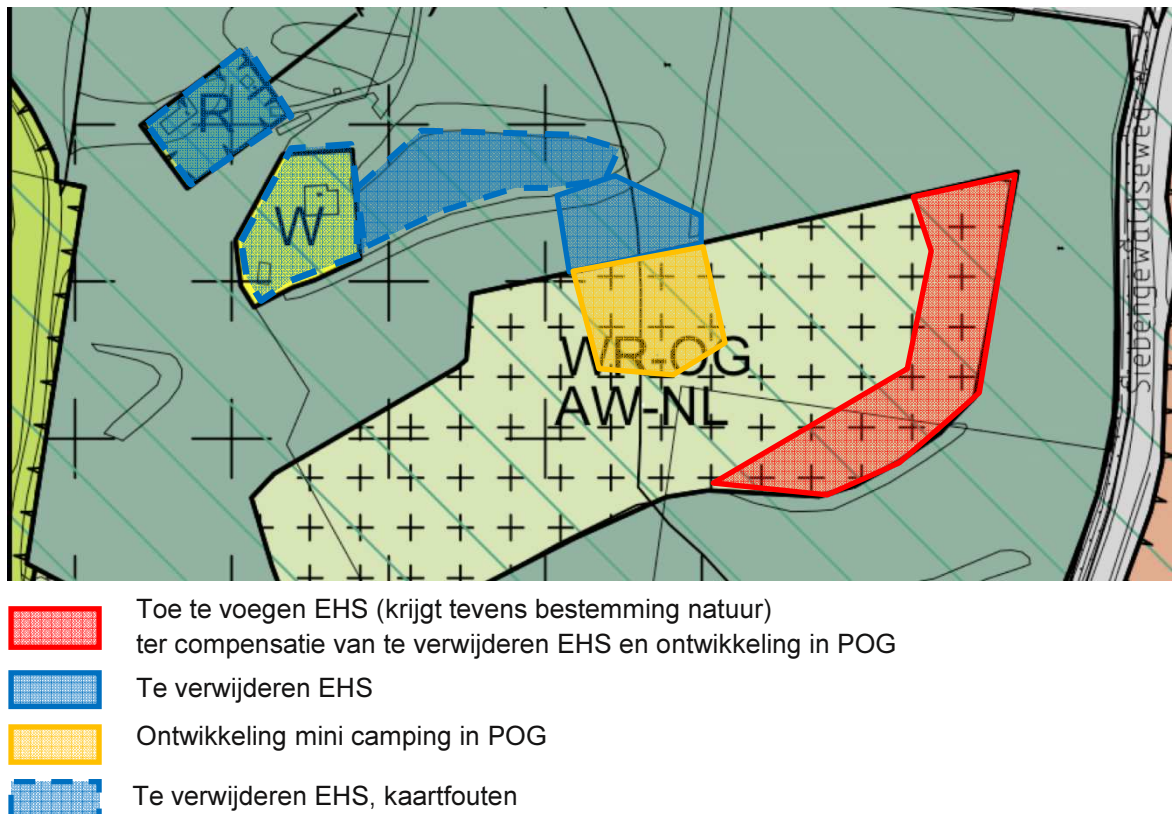 R
W
WR-OG
AW-NL
Siebengewaldseweg
Toe te voegen EHS (krijgt tevens bestemming natuur)
ter compensatie van te verwijderen EHS en ontwikkeling in POG
Te verwijderen EHS
Ontwikkeling mini camping in POG
Te verwijderen EHS, kaartfouten